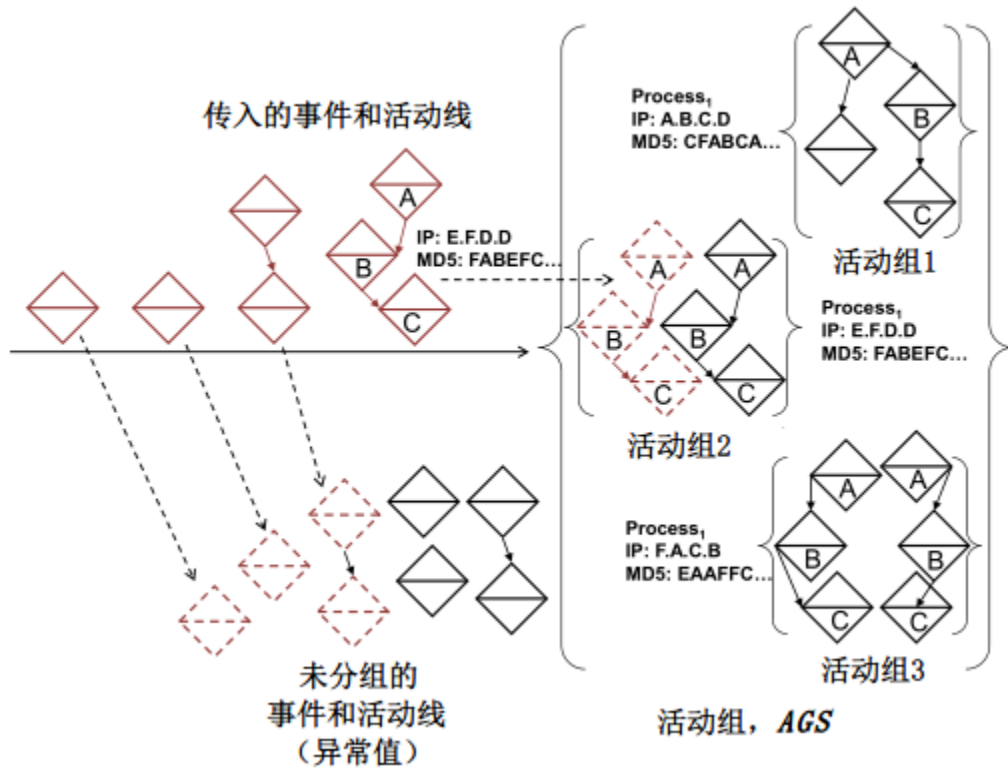 传入的事件和活动线
A
B
C
IP: E.F.D.D
MD5: FABEFC...
Process₁
IP: A.B.C.D
MD5: CFABCA...
A
B
C
活动组1
A
A
B
B
C
C
活动组2
Process₁
IP: E.F.D.D
MD5: FABEFC...
Process₁
IP: F.A.C.B
MD5: EAAFFC...
A
A
B
B
C
C
活动组3
未分组的
事件和活动线
（异常值）
活动组，AGS